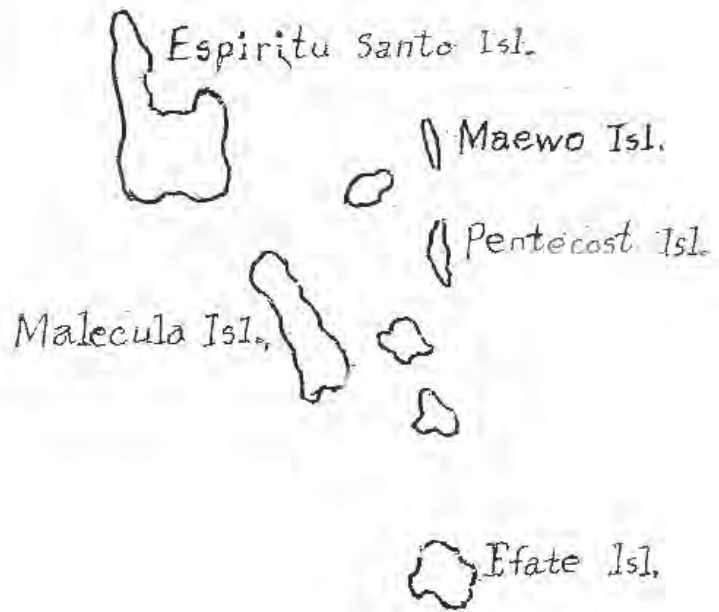 Espiritu Santo Isl.
Maewo Isl.
Pentecost Isl.
Malecula Isl.,
Efate Isl.